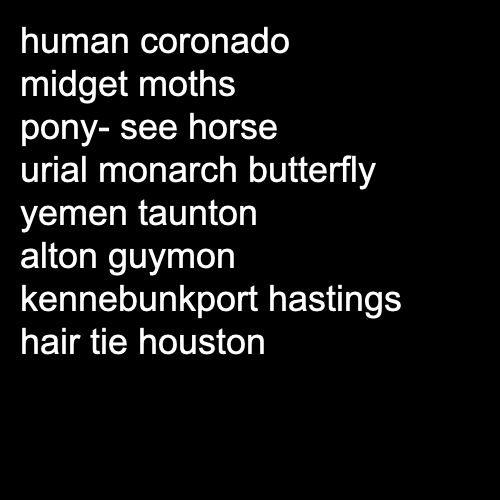 human coronado
midget moths
pony- see horse
urial monarch butterfly
yemen taunton
alton guymon
kennebunkport hastings
hair tie houston